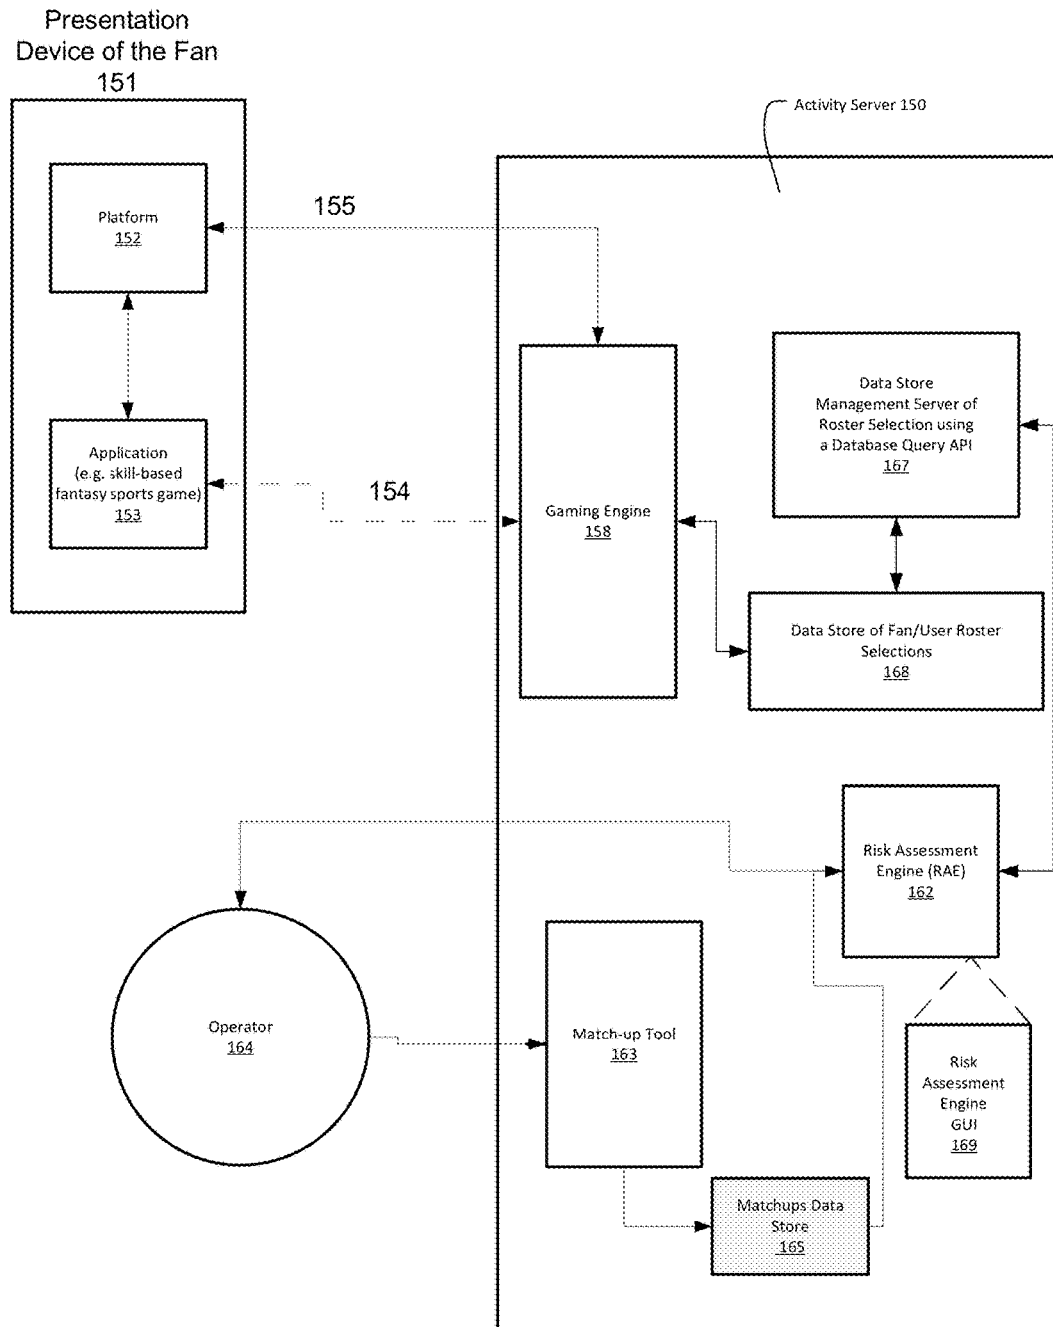 Presentation
Device of the Fan
151
Activity Server 150
Platform
152
155
Application
(e.g. skill-based
fantasy sports game)
153
154
Gaming Engine
158
Data Store
Management Server of
Roster Selection using
a Database Query API
167
Data Store of Fan/User Roster
Selections
168
Risk Assessment
Engine (RAE)
162
Operator
164
Match-up Tool
163
Risk
Assessment
Engine
GUI
169
Matchups Data
Store
165